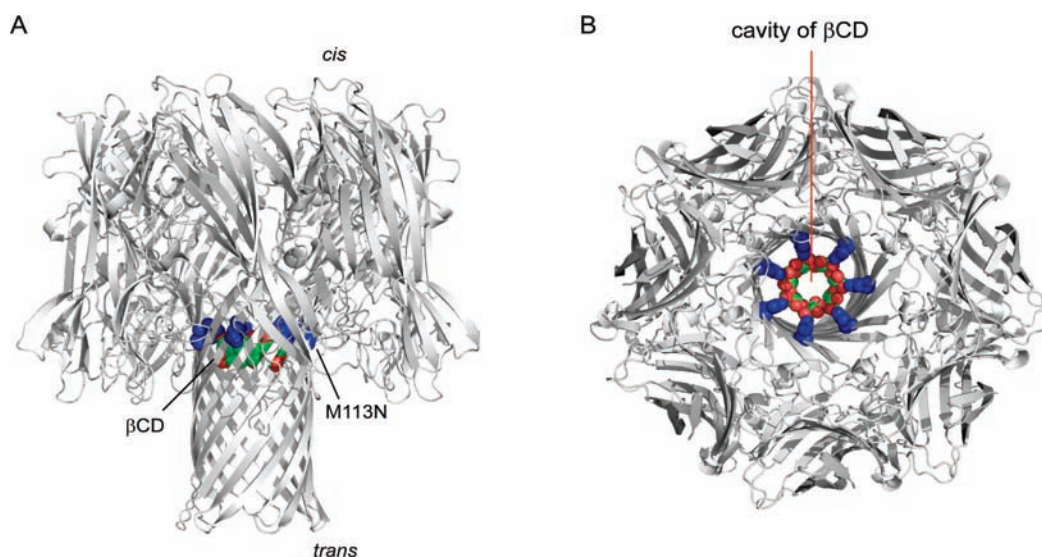 A
cis
βCD
M113N
trans
B
cavity of βCD